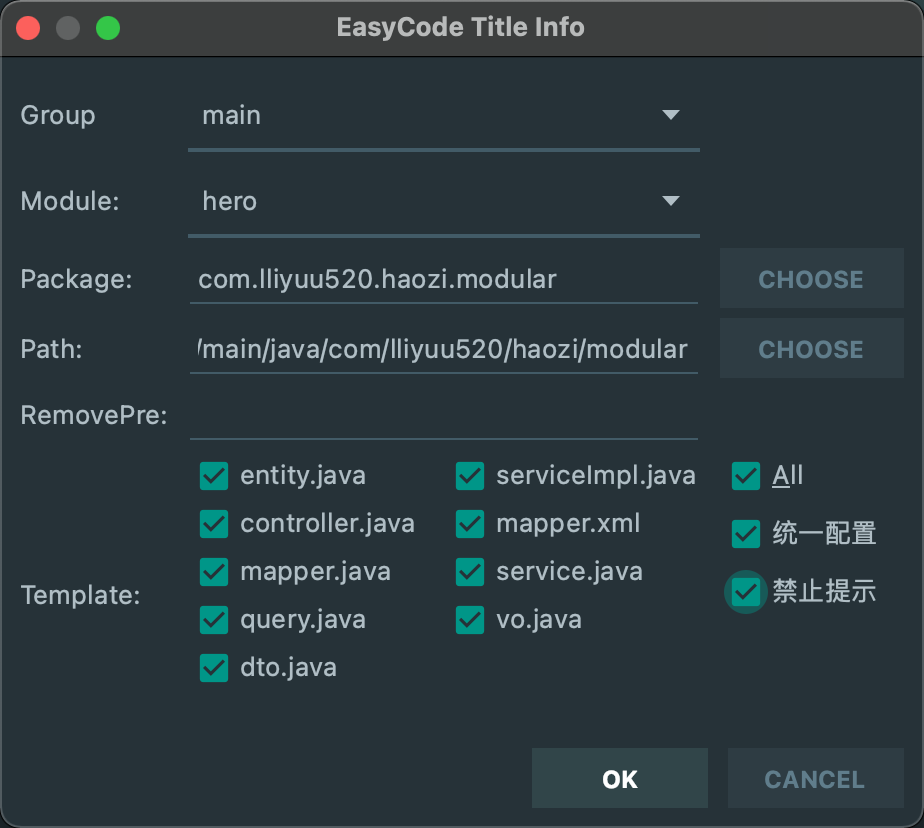 EasyCode Title Info
Group main
Module: hero
Package: com.lliyuu520.haozi.modular CHOOSE
Path: /main/java/com/lliyuu520/haozi/modular CHOOSE
RemovePre:
entity.java serviceImpl.java All
controller.java mapper.xml 统一配置
mapper.java service.java 禁止提示
Template:
query.java vo.java
dto.java
OK CANCEL